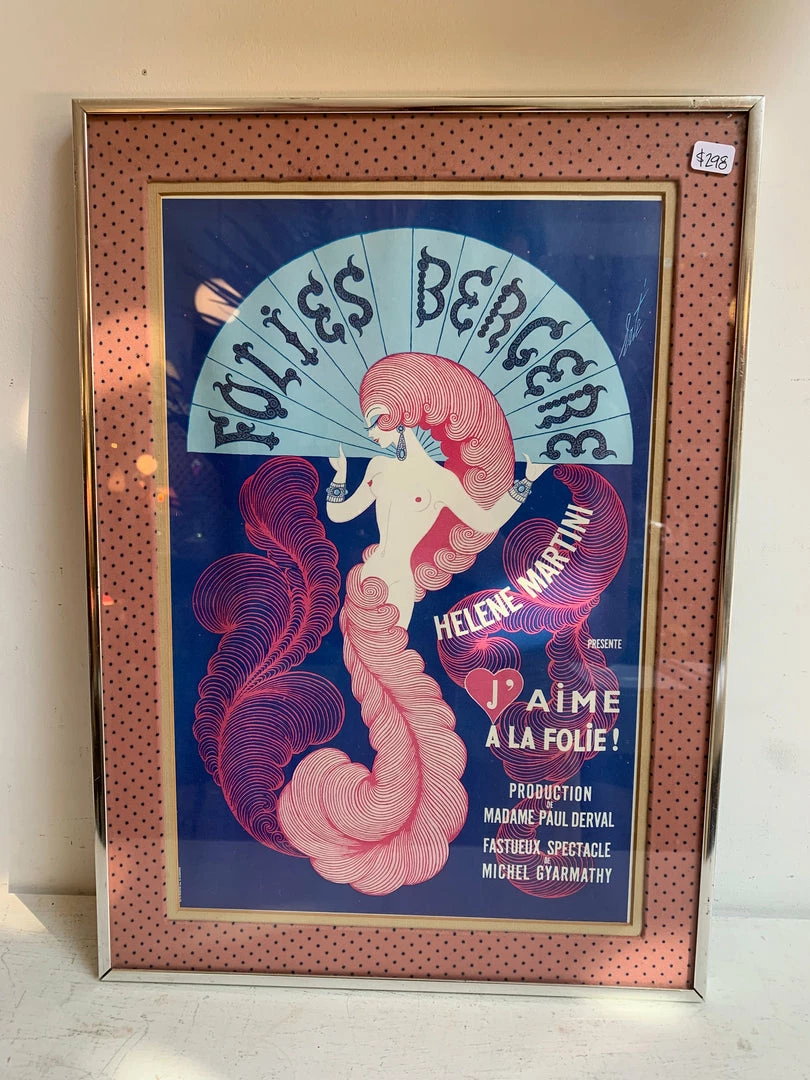 $298
FOLIES BERGERE
Erté
HELENE MARTINI
PRESENTE
J' AiME
A LA FOLiE !
PRODUCTION
DE
MADAME PAUL DERVAL
FASTUEUX SPECTACLE
DE
MICHEL GYARMATHY